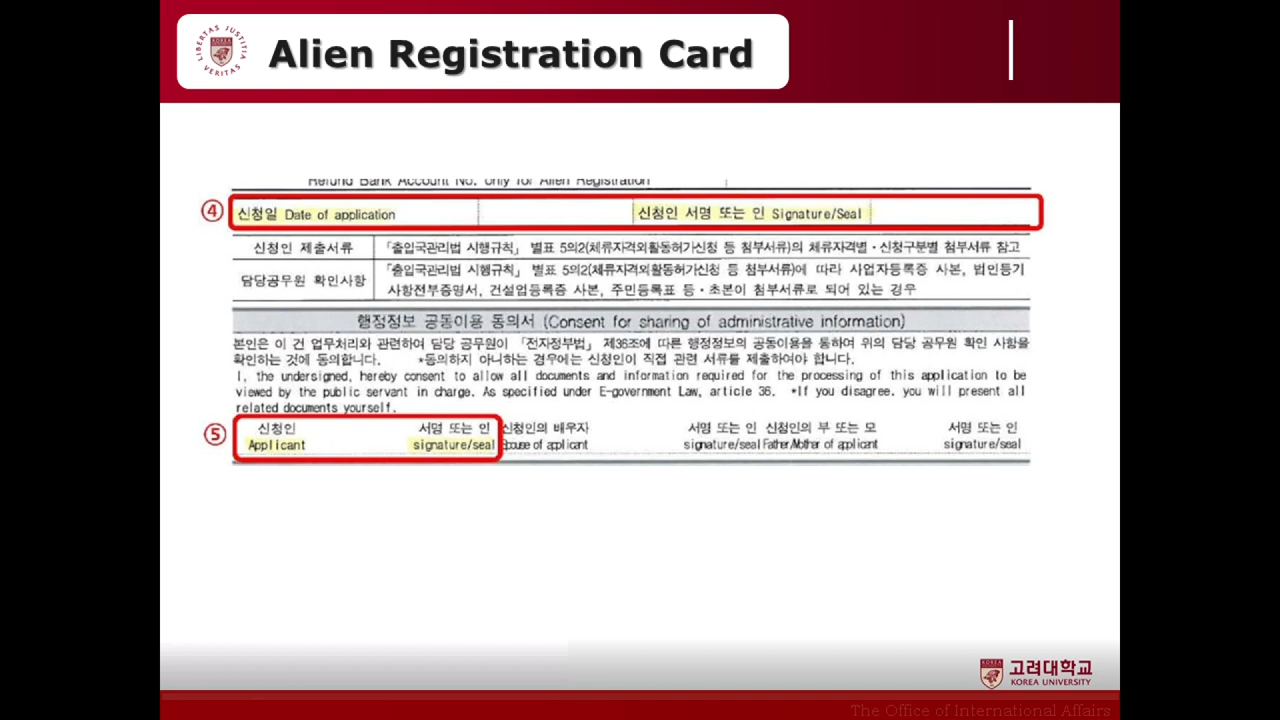 LIBERTAS JUSTITIA VERITAS
Alien Registration Card
Refund Bank Account No. only for Alien Registration
④ 신청일 Date of application 신청인 서명 또는 인 Signature/Seal
신청인 제출서류 「출입국관리법 시행규칙」 별표 5의2(체류자격외활동허가신청 등 첨부서류)의 체류자격별·신청구분별 첨부서류 참고
담당공무원 확인사항 「출입국관리법 시행규칙」 별표 5의2(체류자격외활동허가신청 등 첨부서류)에 따라 사업자등록증 사본, 법인등기
사항전부증명서, 건설업등록증 사본, 주민등록표 등·초본이 첨부서류로 되어 있는 경우
행정정보 공동이용 동의서 (Consent for sharing of administrative information)
본인은 이 건 업무처리와 관련하여 담당 공무원이 「전자정부법」 제36조에 따른 행정정보의 공동이용을 통하여 위의 담당 공무원 확인 사항을
확인하는 것에 동의합니다. *동의하지 아니하는 경우에는 신청인이 직접 관련 서류를 제출하여야 합니다.
I, the undersigned, hereby consent to allow all documents and information required for the processing of this application to be
viewed by the public servant in charge. As specified under E-government Law, article 36. *If you disagree, you will present all
related documents yourself.
⑤ 신청인 서명 또는 인 신청인의 배우자 서명 또는 인 신청인의 부 또는 모 서명 또는 인
Applicant signature/seal Spouse of applicant signature/seal Father/Mother of applicant signature/seal
KOREA
고려대학교
KOREA UNIVERSITY
The Office of International Affairs